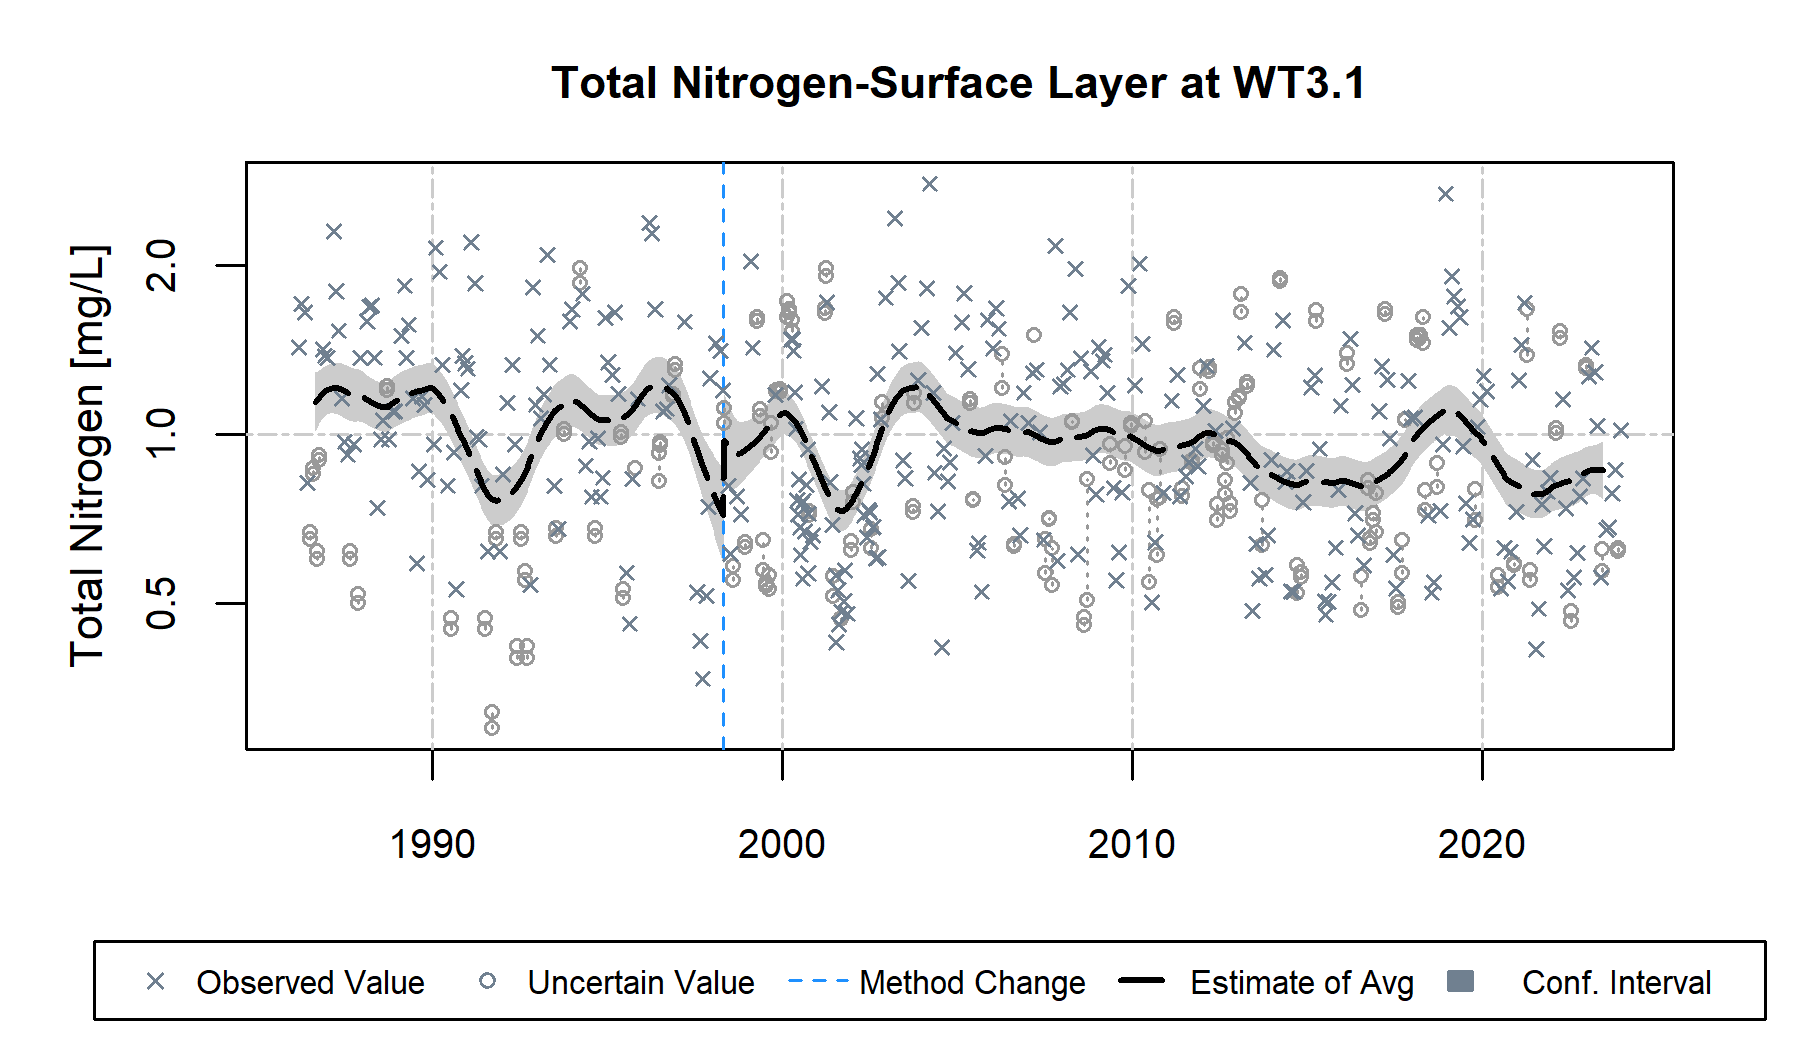 Total Nitrogen-Surface Layer at WT3.1
Total Nitrogen [mg/L]
2.0
1.0
0.5
1990 2000 2010 2020
Observed Value Uncertain Value Method Change Estimate of Avg Conf. Interval